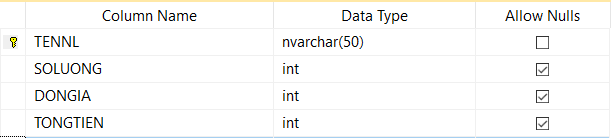 Column Name Data Type Allow Nulls
TENNL nvarchar(50)
SOLUONG int
DONGIA int
TONGTIEN int